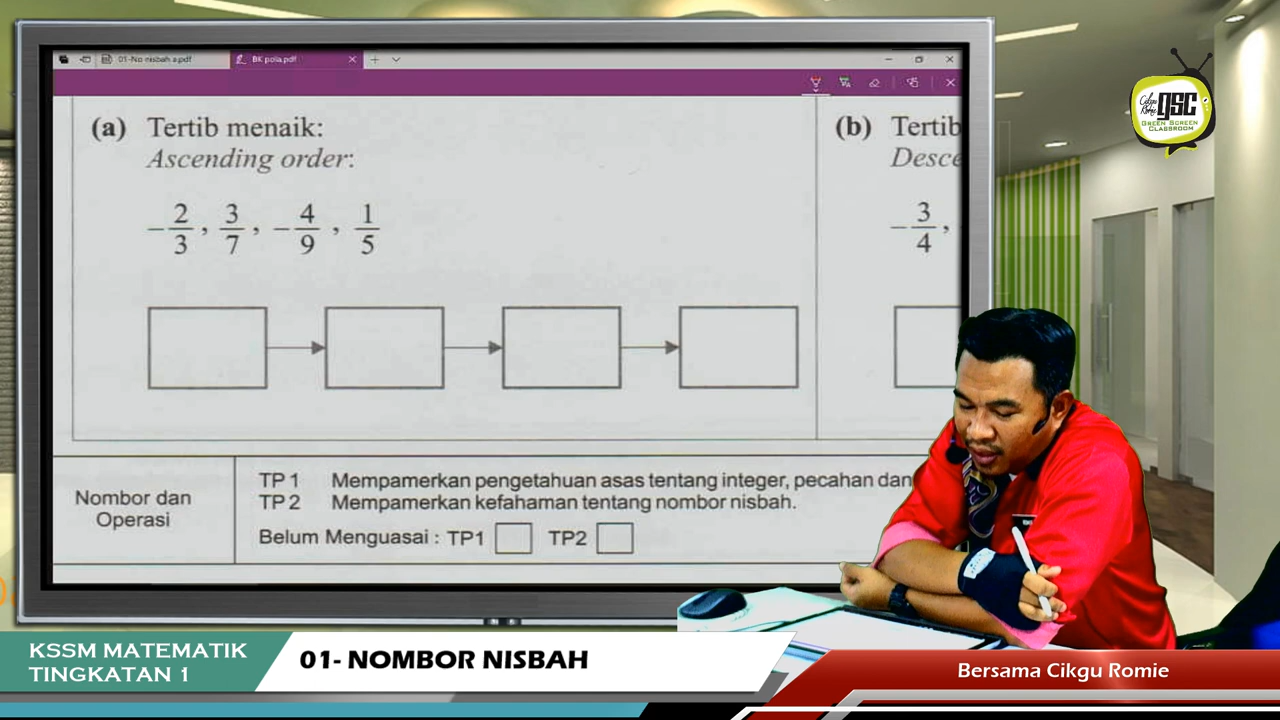 01-No nisbah a.pdf
BK pola.pdf
Cikgu
Romie
GSC
GREEN SCREEN
CLASSROOM
(a) Tertib menaik:
Ascending order:
-2/3, 3/7, -4/9, 1/5
(b) Tertib
Desce
-3/4,
Nombor dan
Operasi
TP 1 Mempamerkan pengetahuan asas tentang integer, pecahan dan
TP 2 Mempamerkan kefahaman tentang nombor nisbah.
Belum Menguasai : TP1 TP2
KSSM MATEMATIK
TINGKATAN 1
01- NOMBOR NISBAH
Bersama Cikgu Romie